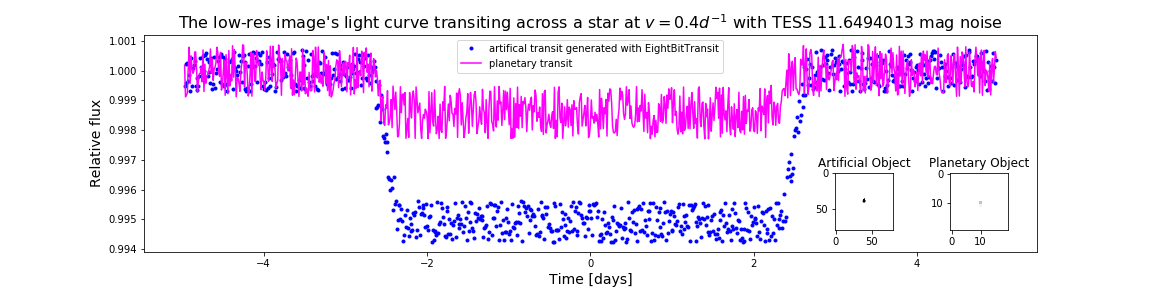 The low-res image's light curve transiting across a star at v = 0.4d⁻¹ with TESS 11.6494013 mag noise
artifical transit generated with EightBitTransit
planetary transit
Relative flux
1.001
1.000
0.999
0.998
0.997
0.996
0.995
0.994
Artificial Object
0
50
0 50
Planetary Object
0
10
0 10
−4 −2 0 2 4
Time [days]